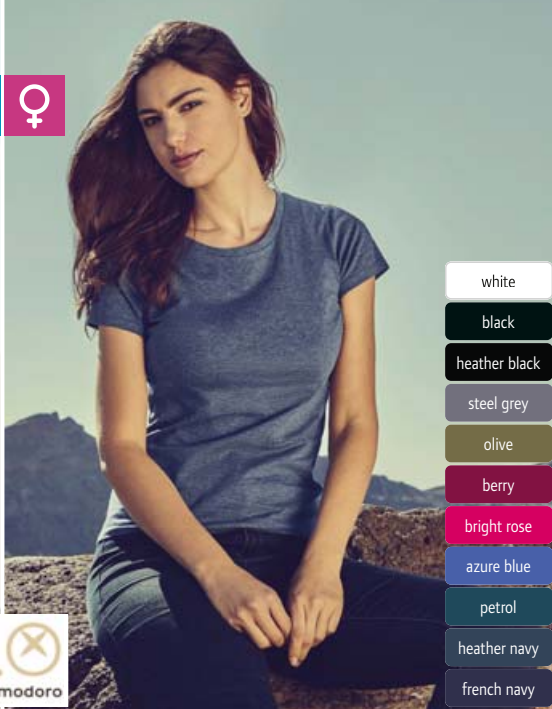 white
black
heather black
steel grey
olive
berry
bright rose
azure blue
petrol
heather navy
french navy
modoro